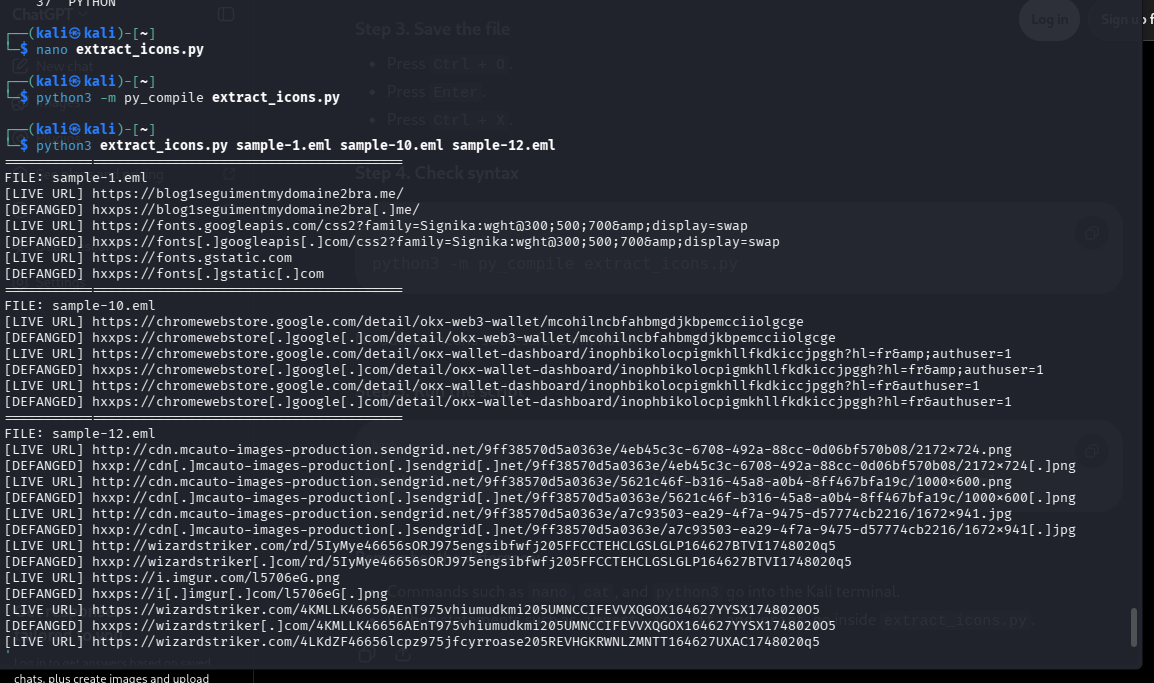 37 PYTHON
ChatGPT
Log in
Sign up f
Step 3. Save the file
┌──(kali㉿kali)-[~]
└─$ nano extract_icons.py
New chat
Press Ctrl + O.
┌──(kali㉿kali)-[~]
└─$ python3 -m py_compile extract_icons.py
Press Enter.
Press Ctrl + X.
┌──(kali㉿kali)-[~]
└─$ python3 extract_icons.py sample-1.eml sample-10.eml sample-12.eml
Step 4. Check syntax
FILE: sample-1.eml
[LIVE URL] https://blog1seguimentmydomaine2bra.me/
[DEFANGED] hxxps://blog1seguimentmydomaine2bra[.]me/
[LIVE URL] https://fonts.googleapis.com/css2?family=Signika:wght@300;500;700&amp;display=swap
[DEFANGED] hxxps://fonts[.]googleapis[.]com/css2?family=Signika:wght@300;500;700&amp;display=swap
[LIVE URL] https://fonts.gstatic.com
python3 -m py_compile extract_icons.py
[DEFANGED] hxxps://fonts[.]gstatic[.]com
FILE: sample-10.eml
[LIVE URL] https://chromewebstore.google.com/detail/okx-web3-wallet/mcohilncbfahbmgdjkbpemcciiolgcge
[DEFANGED] hxxps://chromewebstore[.]google[.]com/detail/okx-web3-wallet/mcohilncbfahbmgdjkbpemcciiolgcge
[LIVE URL] https://chromewebstore.google.com/detail/окx-wallet-dashboard/inophbikolocpigmkhllfkdkiccjpggh?hl=fr&amp;authuser=1
[DEFANGED] hxxps://chromewebstore[.]google[.]com/detail/окx-wallet-dashboard/inophbikolocpigmkhllfkdkiccjpggh?hl=fr&amp;authuser=1
[LIVE URL] https://chromewebstore.google.com/detail/окx-wallet-dashboard/inophbikolocpigmkhllfkdkiccjpggh?hl=fr&authuser=1
[DEFANGED] hxxps://chromewebstore[.]google[.]com/detail/окx-wallet-dashboard/inophbikolocpigmkhllfkdkiccjpggh?hl=fr&authuser=1
FILE: sample-12.eml
[LIVE URL] http://cdn.mcauto-images-production.sendgrid.net/9ff38570d5a0363e/4eb45c3c-6708-492a-88cc-0d06bf570b08/2172×724.png
[DEFANGED] hxxp://cdn[.]mcauto-images-production[.]sendgrid[.]net/9ff38570d5a0363e/4eb45c3c-6708-492a-88cc-0d06bf570b08/2172×724[.]png
[LIVE URL] http://cdn.mcauto-images-production.sendgrid.net/9ff38570d5a0363e/5621c46f-b316-45a8-a0b4-8ff467bfa19c/1000×600.png
[DEFANGED] hxxp://cdn[.]mcauto-images-production[.]sendgrid[.]net/9ff38570d5a0363e/5621c46f-b316-45a8-a0b4-8ff467bfa19c/1000×600[.]png
[LIVE URL] http://cdn.mcauto-images-production.sendgrid.net/9ff38570d5a0363e/a7c93503-ea29-4f7a-9475-d57774cb2216/1672×941.jpg
[DEFANGED] hxxp://cdn[.]mcauto-images-production[.]sendgrid[.]net/9ff38570d5a0363e/a7c93503-ea29-4f7a-9475-d57774cb2216/1672×941[.]jpg
[LIVE URL] http://wizardstriker.com/rd/5IyMye46656sORJ975engsibfwfj205FFCCTEHCLGSLGLP164627BTVI1748020q5
[DEFANGED] hxxp://wizardstriker[.]com/rd/5IyMye46656sORJ975engsibfwfj205FFCCTEHCLGSLGLP164627BTVI1748020q5
[LIVE URL] https://i.imgur.com/l5706eG.png
[DEFANGED] hxxps://i[.]imgur[.]com/l5706eG[.]png
Commands such as nano, cat, and python3 go into the Kali terminal.
[LIVE URL] https://wizardstriker.com/4KMLLK46656AEnT975vhiumudkmi205UMNCCIFEVVXQGOX164627YYSX1748020O5
[DEFANGED] hxxps://wizardstriker[.]com/4KMLLK46656AEnT975vhiumudkmi205UMNCCIFEVVXQGOX164627YYSX1748020O5
inside extract_icons.py.
[LIVE URL] https://wizardstriker.com/4LKdZF46656lcpz975jfcyrroase205REVHGKRWNLZMNTT164627UXAC1748020q5
Log in to get answers based on saved
chats, plus create images and upload